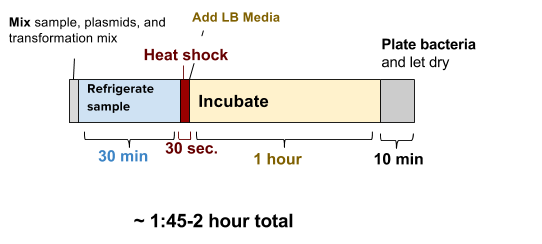 Mix sample, plasmids, and
transformation mix
Add LB Media
Heat shock
Plate bacteria
and let dry
Refrigerate
sample
Incubate
30 min
30 sec.
1 hour
10 min
~ 1:45-2 hour total